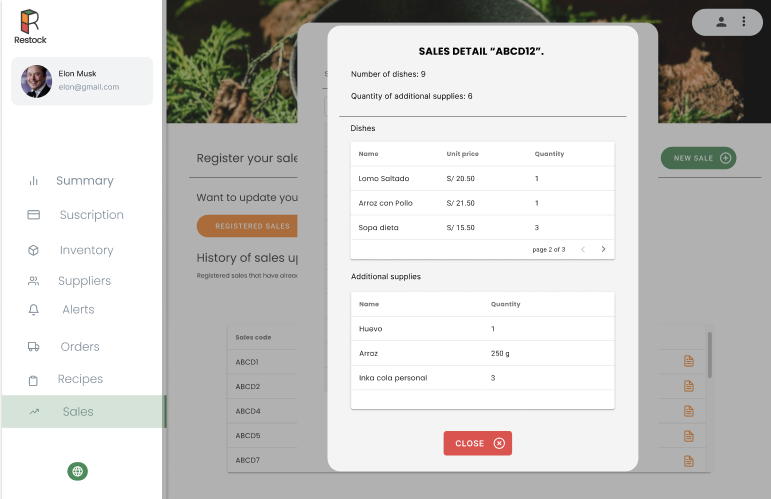 Restock
Elon Musk
elon@gmail.com
Summary
Suscription
Inventory
Suppliers
Alerts
Orders
Recipes
Sales
Register your sale
NEW SALE
Want to update you
REGISTERED SALES
History of sales u
Registered sales that have alread
Sales code
ABCD1
ABCD2
ABCD4
ABCD5
ABCD7
SALES DETAIL “ABCD12”.
Number of dishes: 9
Quantity of additional supplies: 6
Dishes
Name Unit price Quantity
Lomo Saltado S/ 20.50 1
Arroz con Pollo S/ 21.50 1
Sopa dieta S/ 15.50 3
page 2 of 3
Additional supplies
Name Quantity
Huevo 1
Arroz 250 g
Inka cola personal 3
CLOSE